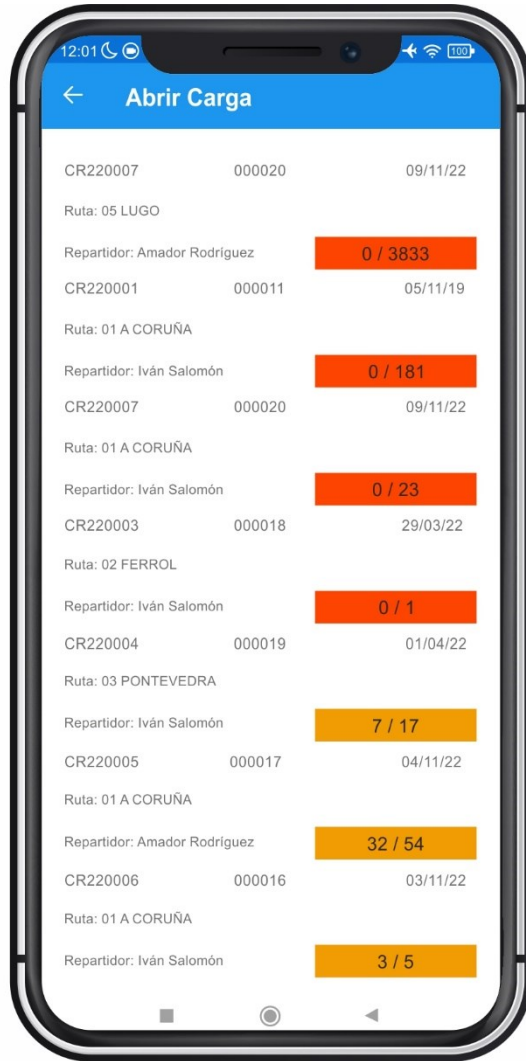 12:01 100
Abrir Carga
CR220007 000020 09/11/22
Ruta: 05 LUGO
Repartidor: Amador Rodríguez 0 / 3833
CR220001 000011 05/11/19
Ruta: 01 A CORUÑA
Repartidor: Iván Salomón 0 / 181
CR220007 000020 09/11/22
Ruta: 01 A CORUÑA
Repartidor: Iván Salomón 0 / 23
CR220003 000018 29/03/22
Ruta: 02 FERROL
Repartidor: Iván Salomón 0 / 1
CR220004 000019 01/04/22
Ruta: 03 PONTEVEDRA
Repartidor: Iván Salomón 7 / 17
CR220005 000017 04/11/22
Ruta: 01 A CORUÑA
Repartidor: Amador Rodríguez 32 / 54
CR220006 000016 03/11/22
Ruta: 01 A CORUÑA
Repartidor: Iván Salomón 3 / 5